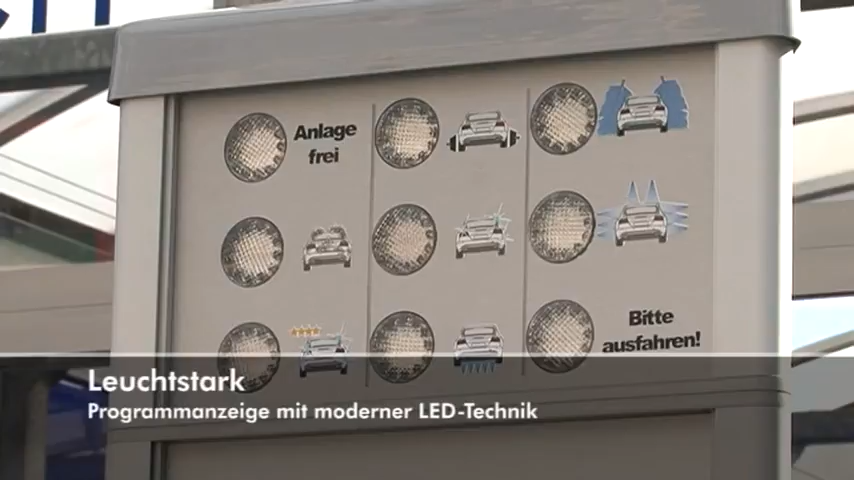 Anlage
frei
Bitte
ausfahren!
Leuchtstark
Programmanzeige mit moderner LED-Technik